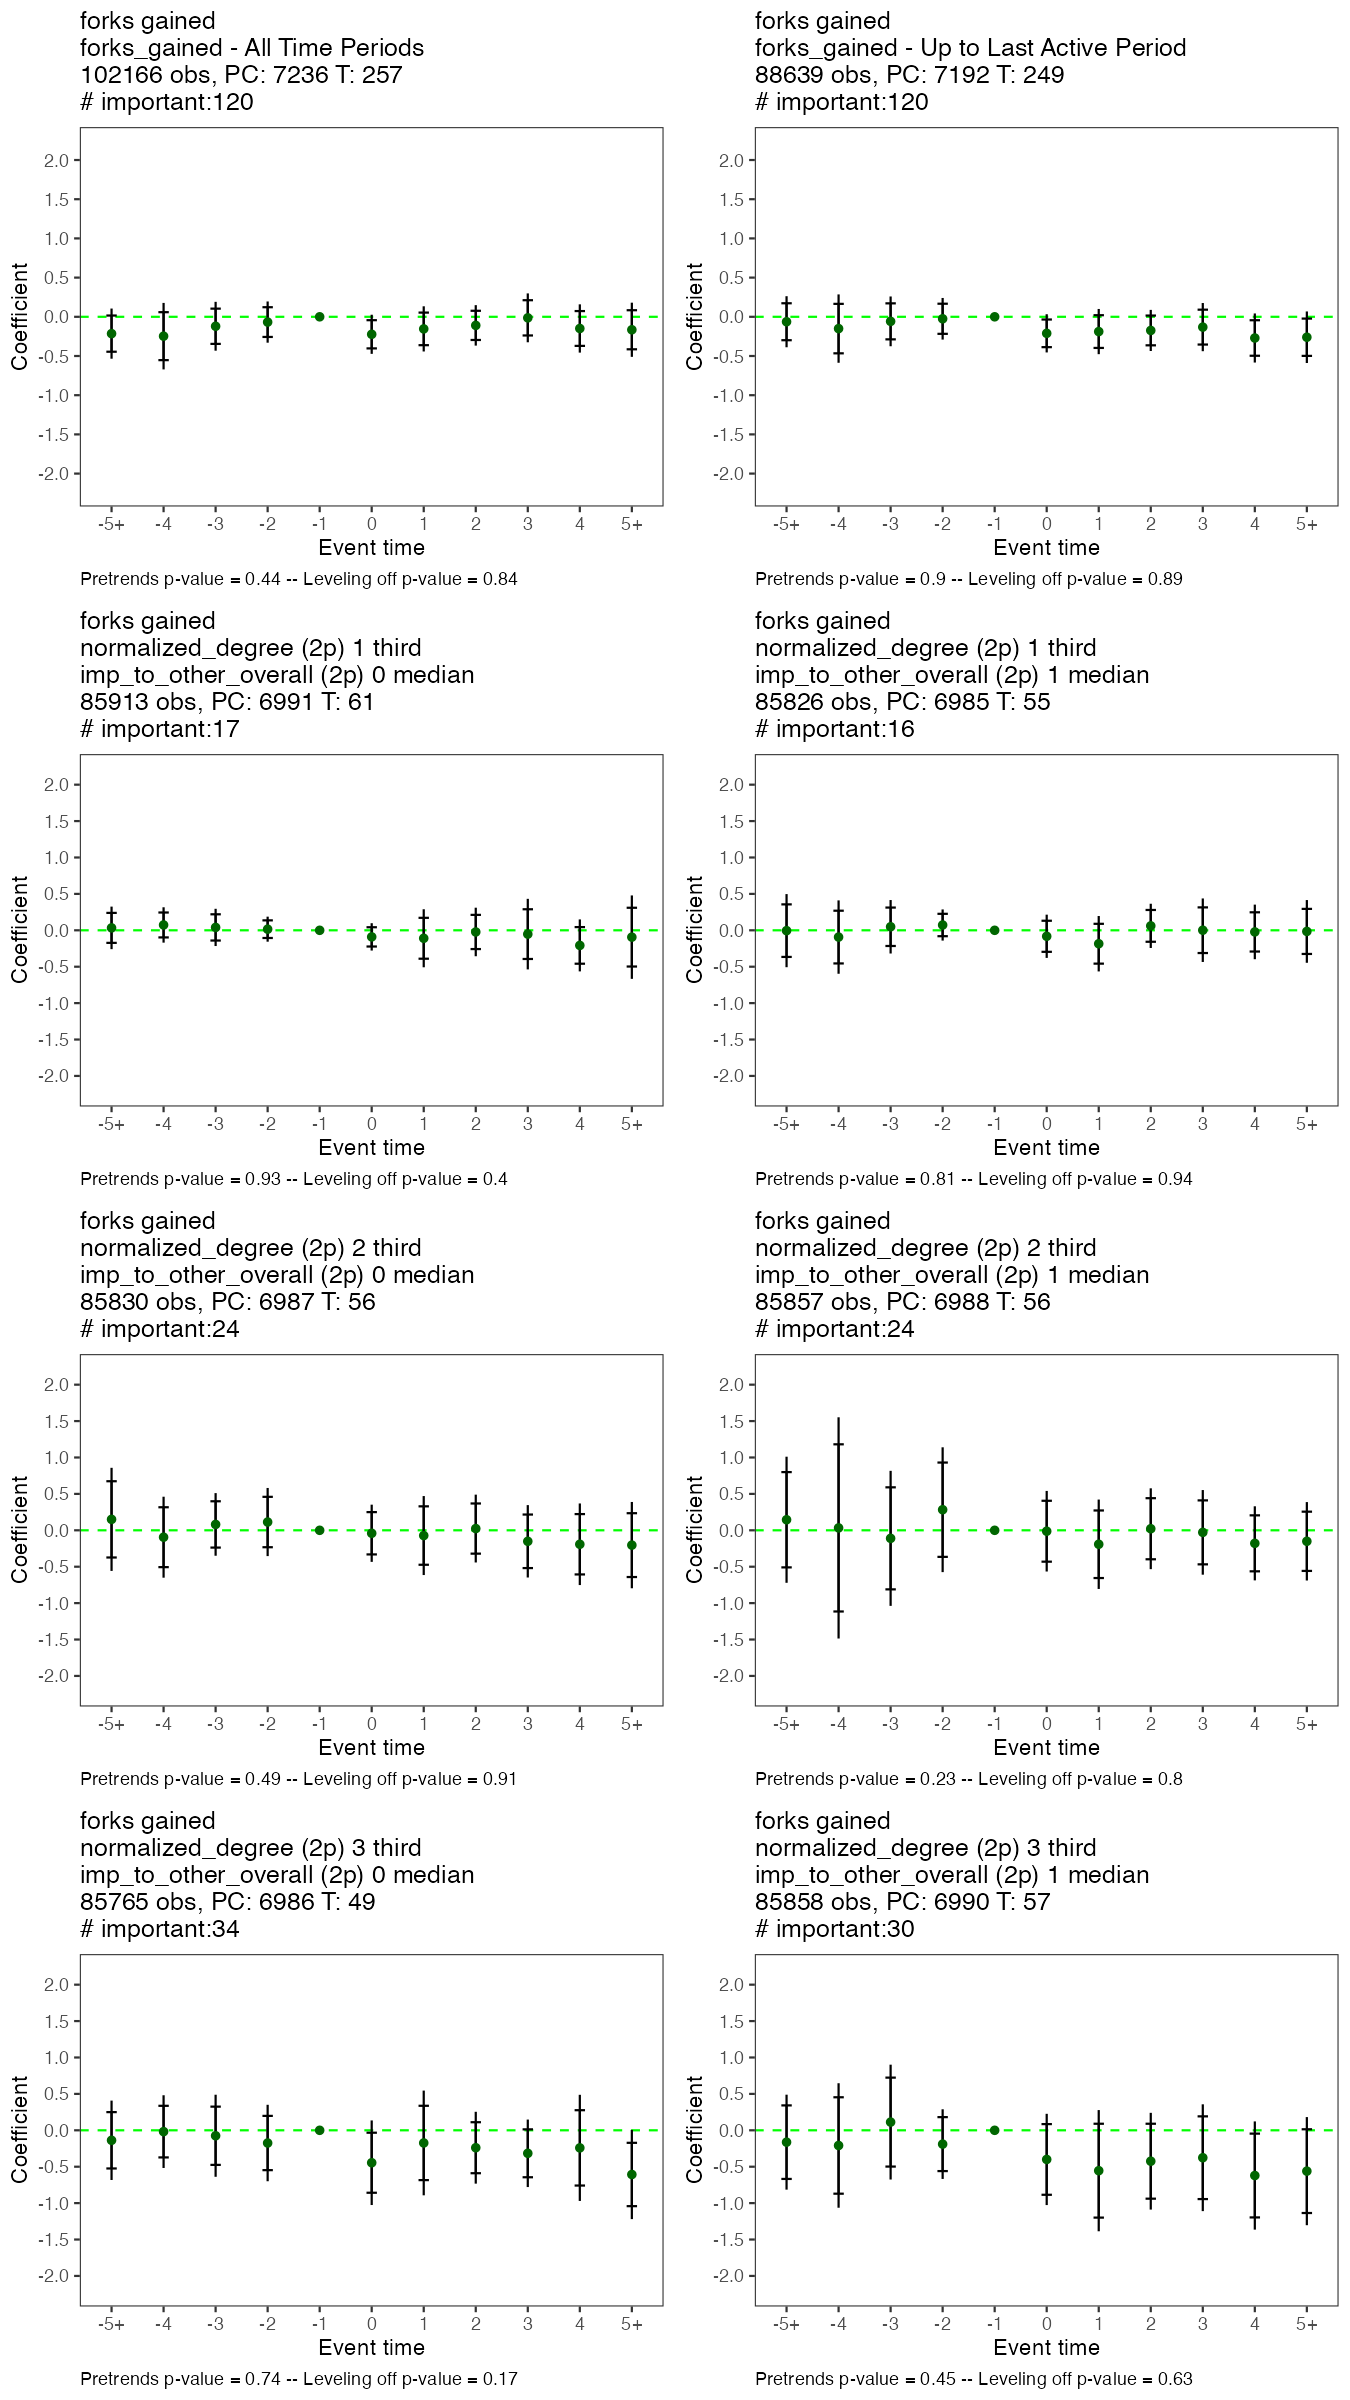 forks gained
forks_gained - All Time Periods
102166 obs, PC: 7236 T: 257
# important:120
2.0
1.5
1.0
0.5
0.0
-0.5
-1.0
-1.5
-2.0
Coefficient
-5+ -4 -3 -2 -1 0 1 2 3 4 5+
Event time
Pretrends p-value = 0.44 -- Leveling off p-value = 0.84
forks gained
forks_gained - Up to Last Active Period
88639 obs, PC: 7192 T: 249
# important:120
2.0
1.5
1.0
0.5
0.0
-0.5
-1.0
-1.5
-2.0
Coefficient
-5+ -4 -3 -2 -1 0 1 2 3 4 5+
Event time
Pretrends p-value = 0.9 -- Leveling off p-value = 0.89
forks gained
normalized_degree (2p) 1 third
imp_to_other_overall (2p) 0 median
85913 obs, PC: 6991 T: 61
# important:17
2.0
1.5
1.0
0.5
0.0
-0.5
-1.0
-1.5
-2.0
Coefficient
-5+ -4 -3 -2 -1 0 1 2 3 4 5+
Event time
Pretrends p-value = 0.93 -- Leveling off p-value = 0.4
forks gained
normalized_degree (2p) 1 third
imp_to_other_overall (2p) 1 median
85826 obs, PC: 6985 T: 55
# important:16
2.0
1.5
1.0
0.5
0.0
-0.5
-1.0
-1.5
-2.0
Coefficient
-5+ -4 -3 -2 -1 0 1 2 3 4 5+
Event time
Pretrends p-value = 0.81 -- Leveling off p-value = 0.94
forks gained
normalized_degree (2p) 2 third
imp_to_other_overall (2p) 0 median
85830 obs, PC: 6987 T: 56
# important:24
2.0
1.5
1.0
0.5
0.0
-0.5
-1.0
-1.5
-2.0
Coefficient
-5+ -4 -3 -2 -1 0 1 2 3 4 5+
Event time
Pretrends p-value = 0.49 -- Leveling off p-value = 0.91
forks gained
normalized_degree (2p) 2 third
imp_to_other_overall (2p) 1 median
85857 obs, PC: 6988 T: 56
# important:24
2.0
1.5
1.0
0.5
0.0
-0.5
-1.0
-1.5
-2.0
Coefficient
-5+ -4 -3 -2 -1 0 1 2 3 4 5+
Event time
Pretrends p-value = 0.23 -- Leveling off p-value = 0.8
forks gained
normalized_degree (2p) 3 third
imp_to_other_overall (2p) 0 median
85765 obs, PC: 6986 T: 49
# important:34
2.0
1.5
1.0
0.5
0.0
-0.5
-1.0
-1.5
-2.0
Coefficient
-5+ -4 -3 -2 -1 0 1 2 3 4 5+
Event time
Pretrends p-value = 0.74 -- Leveling off p-value = 0.17
forks gained
normalized_degree (2p) 3 third
imp_to_other_overall (2p) 1 median
85858 obs, PC: 6990 T: 57
# important:30
2.0
1.5
1.0
0.5
0.0
-0.5
-1.0
-1.5
-2.0
Coefficient
-5+ -4 -3 -2 -1 0 1 2 3 4 5+
Event time
Pretrends p-value = 0.45 -- Leveling off p-value = 0.63